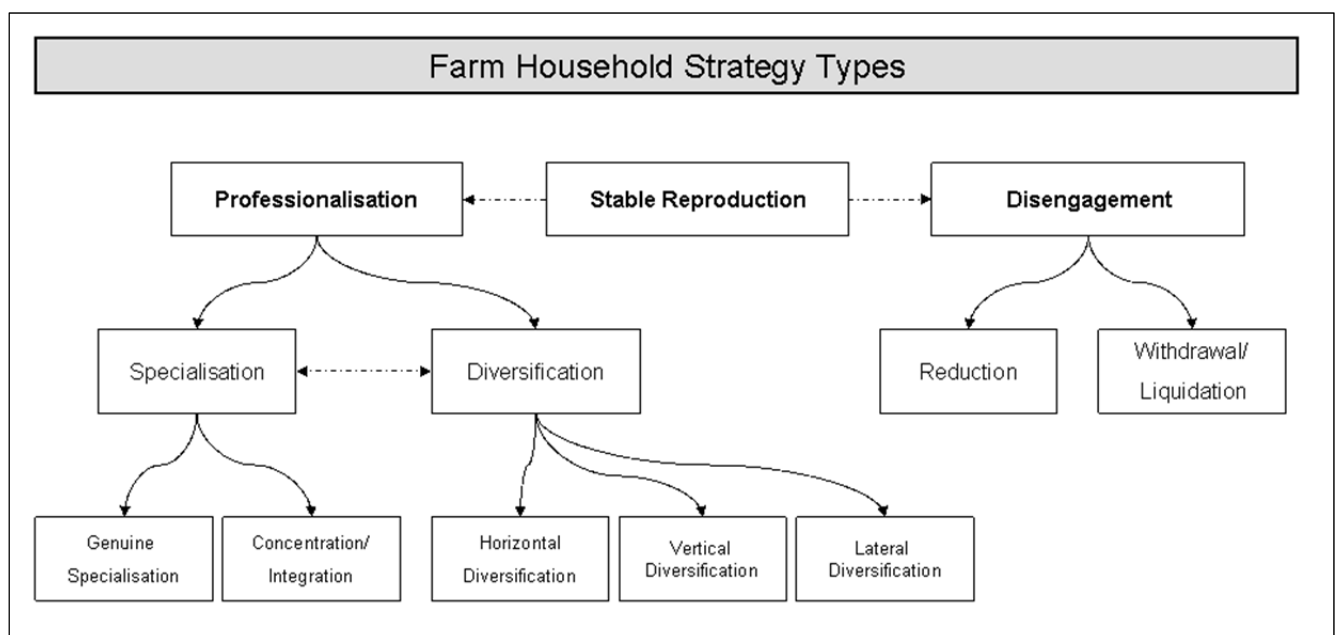 Farm Household Strategy Types
Professionalisation
Stable Reproduction
Disengagement
Specialisation
Diversification
Reduction
Withdrawal/
Liquidation
Genuine
Specialisation
Concentration/
Integration
Horizontal
Diversification
Vertical
Diversification
Lateral
Diversification